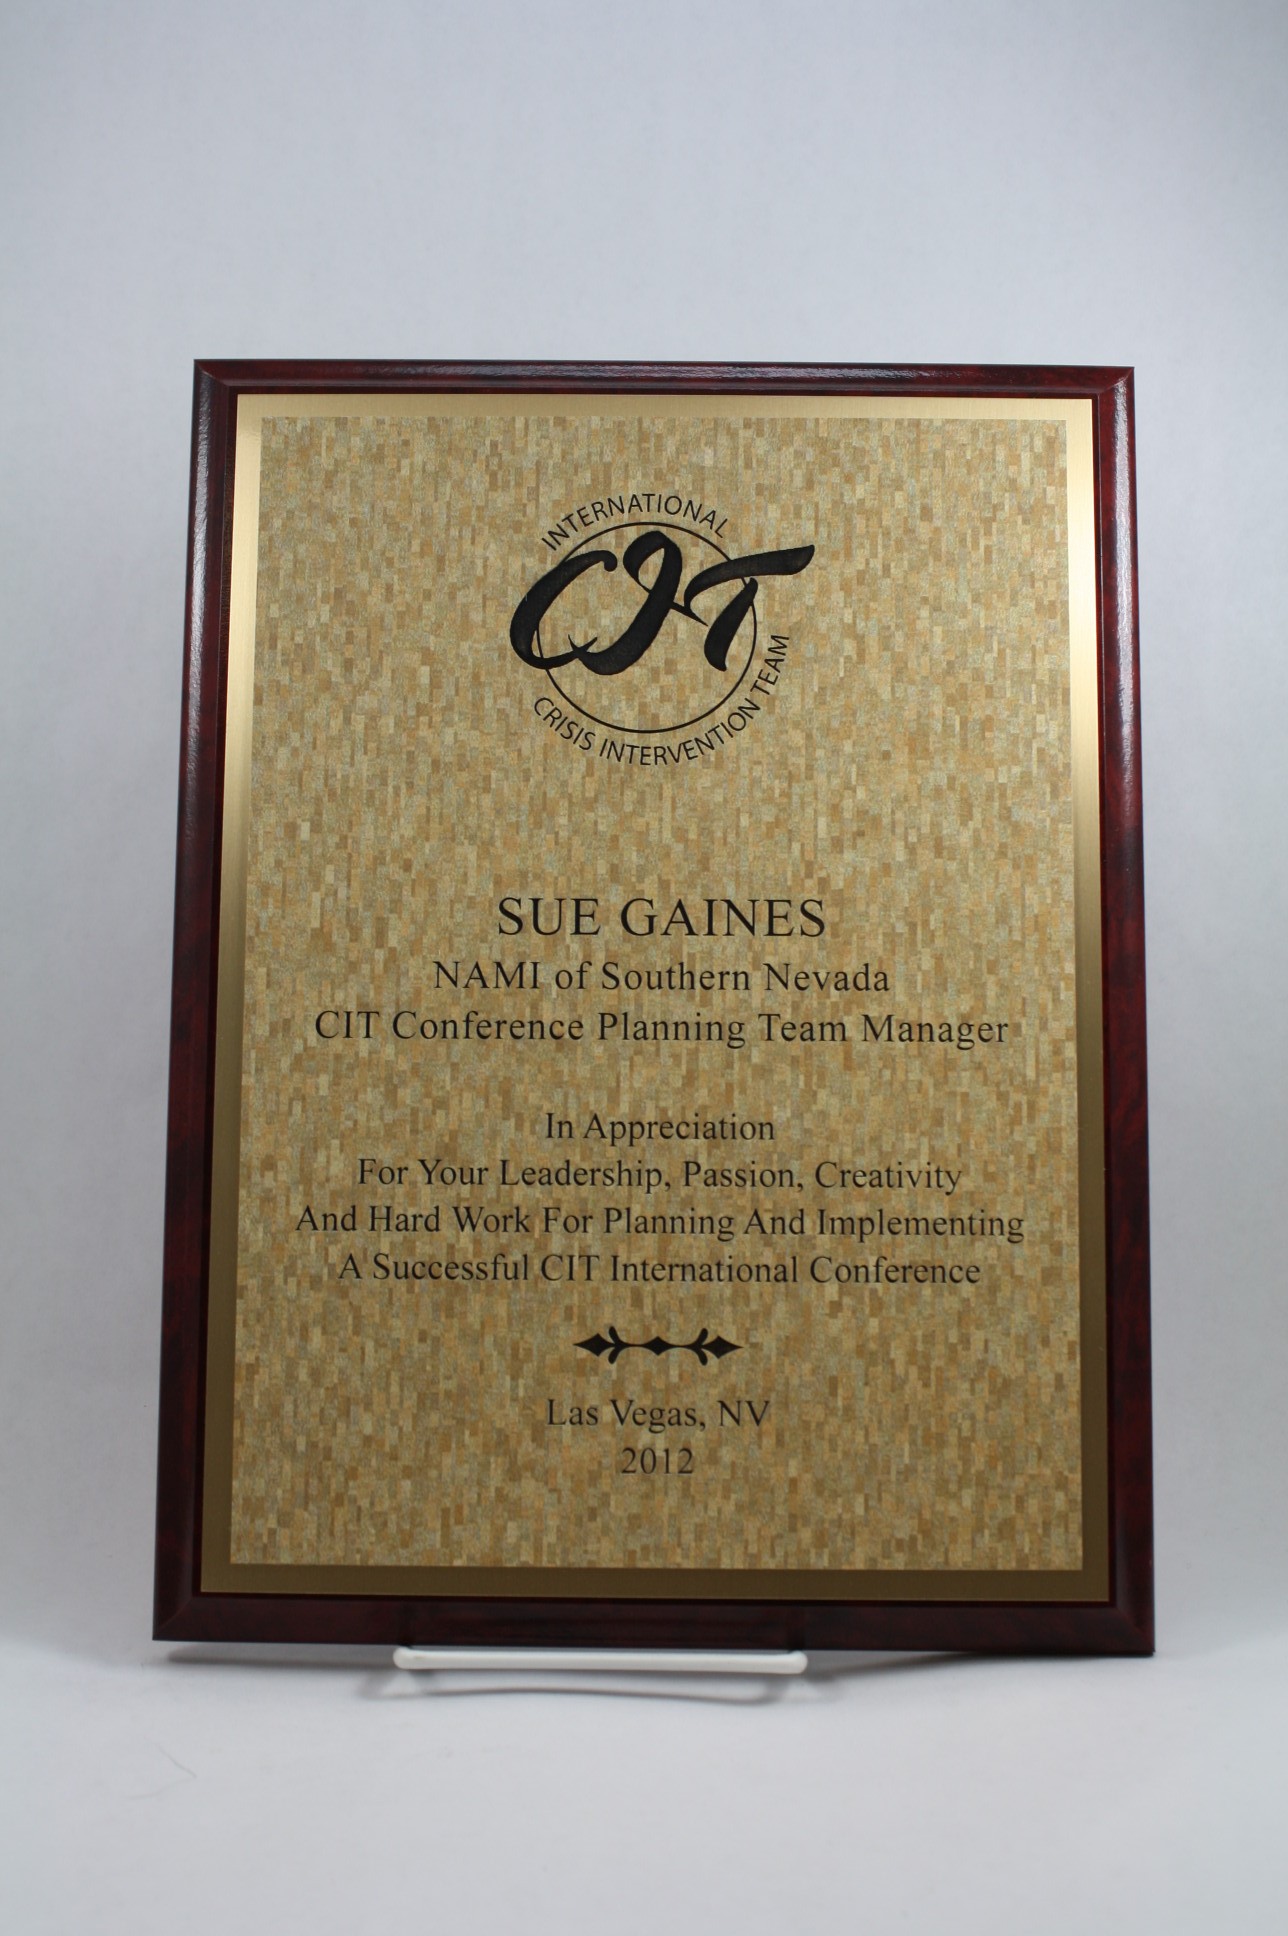 INTERNATIONAL
CIT
CRISIS INTERVENTION TEAM
SUE GAINES
NAMI of Southern Nevada
CIT Conference Planning Team Manager
In Appreciation
For Your Leadership, Passion, Creativity
And Hard Work For Planning And Implementing
A Successful CIT International Conference
Las Vegas, NV
2012